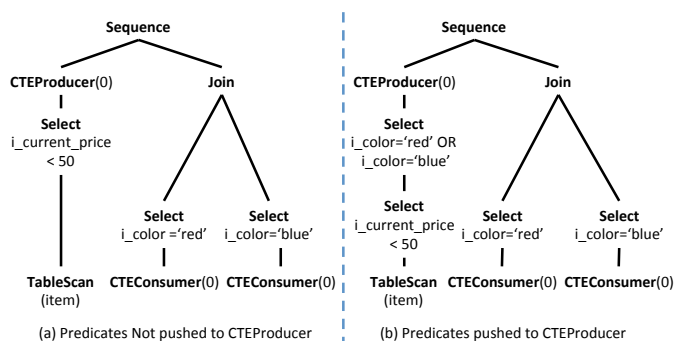 Sequence
CTEProducer(0)
Join
Select
i_current_price
< 50
Select
i_color =‘red’
Select
i_color=‘blue’
TableScan
(item)
CTEConsumer(0)
CTEConsumer(0)
(a) Predicates Not pushed to CTEProducer
Sequence
CTEProducer(0)
Join
Select
i_color=‘red’ OR
i_color=‘blue’
Select
i_current_price
< 50
Select
i_color=‘red’
Select
i_color=‘blue’
TableScan
(item)
CTEConsumer(0)
CTEConsumer(0)
(b) Predicates pushed to CTEProducer